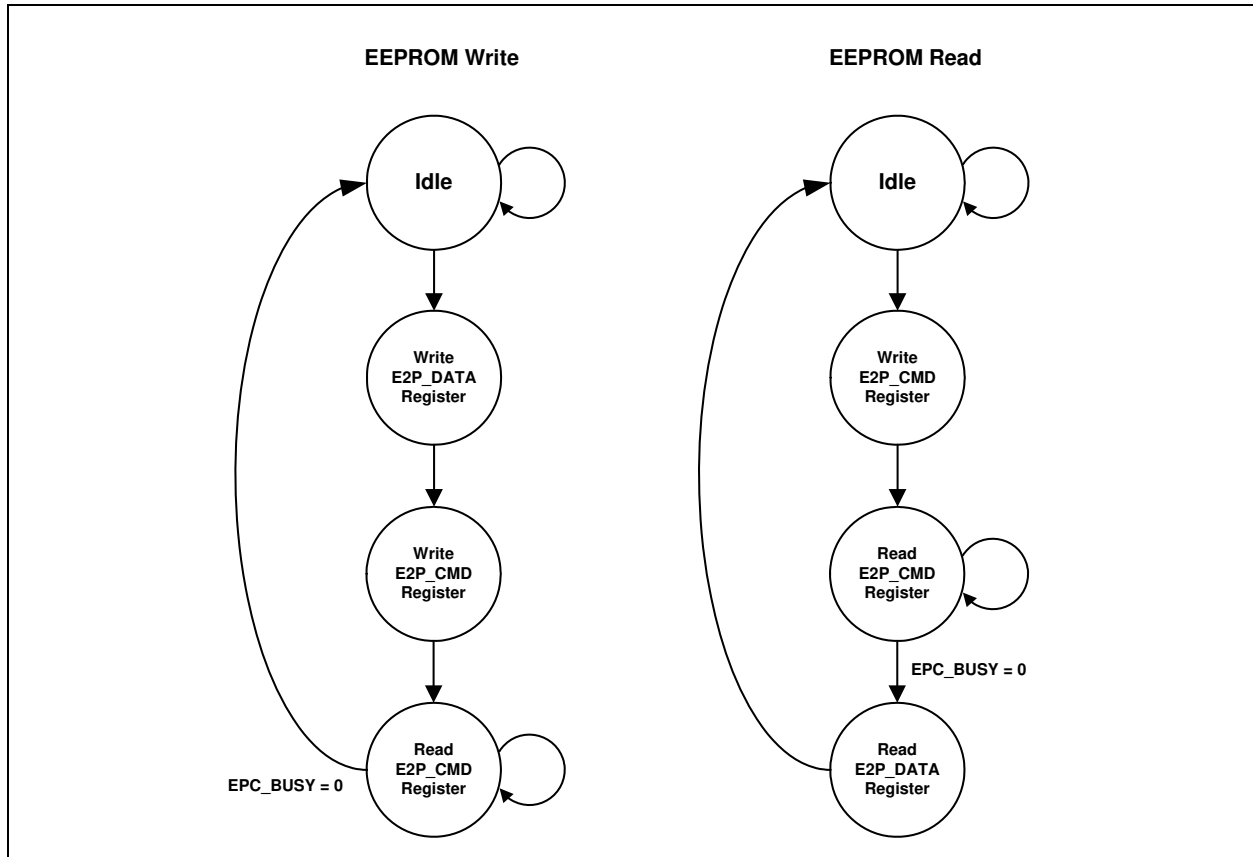 EEPROM Write
Idle
Write
E2P_DATA
Register
Write
E2P_CMD
Register
Read
E2P_CMD
Register
EPC_BUSY = 0
EEPROM Read
Idle
Write
E2P_CMD
Register
Read
E2P_CMD
Register
EPC_BUSY = 0
Read
E2P_DATA
Register